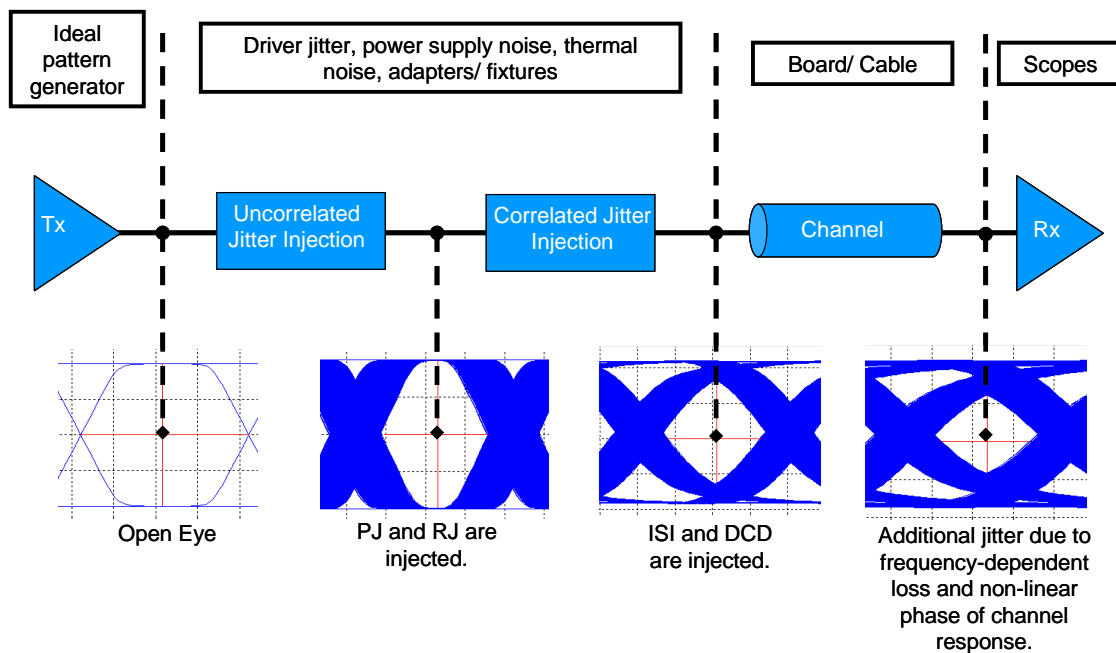 Ideal
pattern
generator
Driver jitter, power supply noise, thermal
noise, adapters/ fixtures
Board/ Cable
Scopes
Tx
Uncorrelated
Jitter Injection
Correlated Jitter
Injection
Channel
Rx
Open Eye
PJ and RJ are
injected.
ISI and DCD
are injected.
Additional jitter due to
frequency-dependent
loss and non-linear
phase of channel
response.